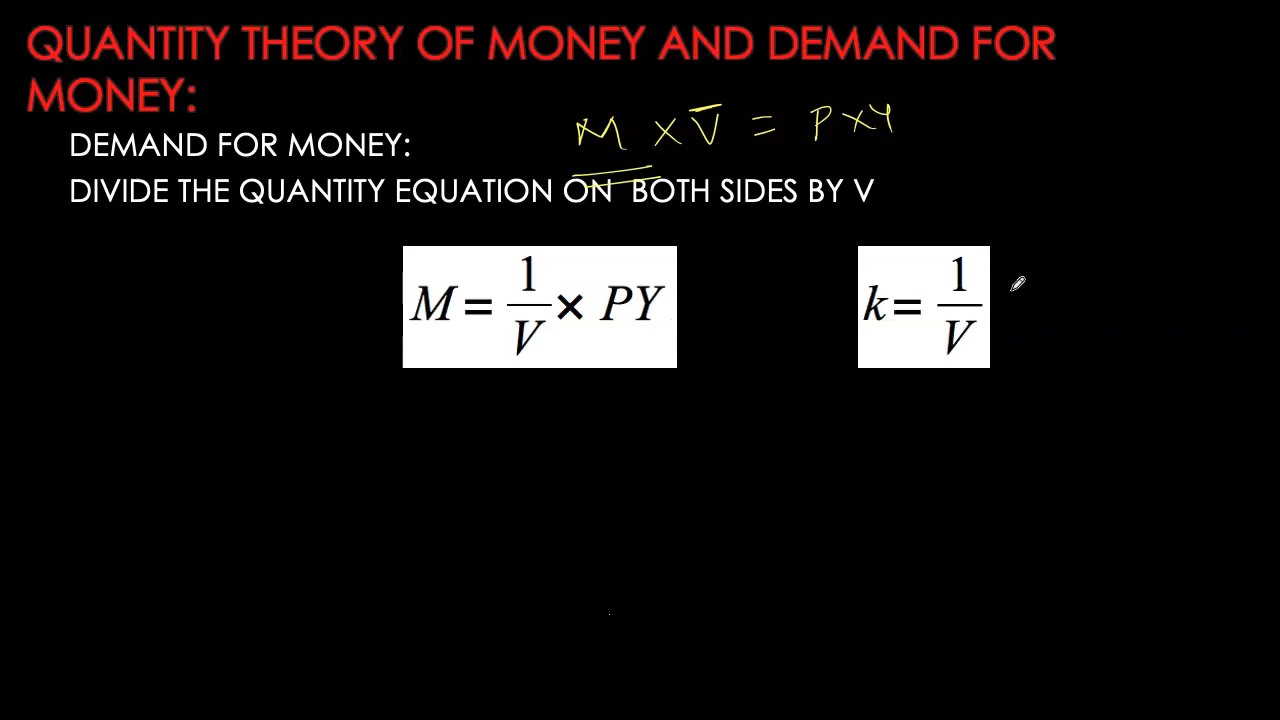 QUANTITY THEORY OF MONEY AND DEMAND FOR
MONEY:
DEMAND FOR MONEY:
M × V̅ = P × Y
DIVIDE THE QUANTITY EQUATION ON BOTH SIDES BY V
M = 1/V × PY
k = 1/V